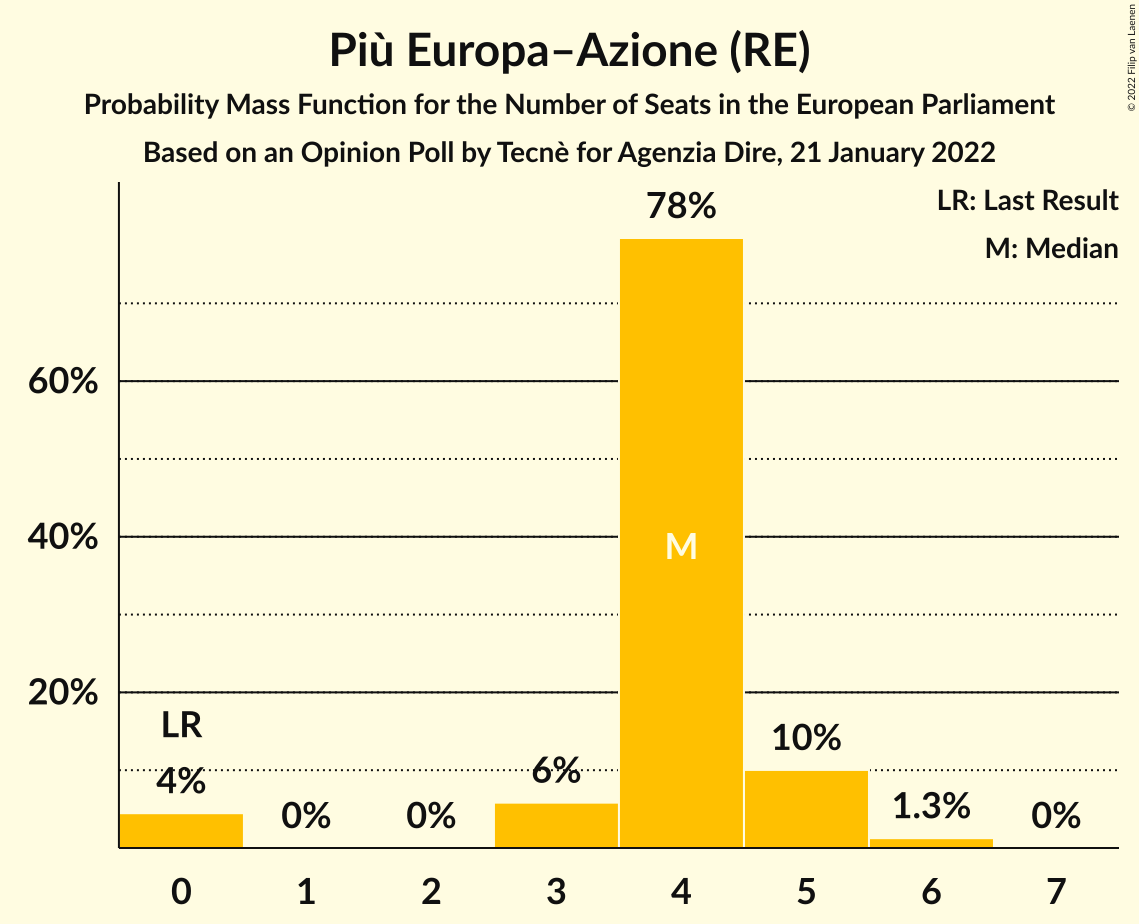 Più Europa–Azione (RE)
Probability Mass Function for the Number of Seats in the European Parliament
Based on an Opinion Poll by Tecnè for Agenzia Dire, 21 January 2022
© 2022 Filip van Laenen
LR: Last Result
M: Median
78%
60%
40%
M
20%
LR
4%
0%
0%
6%
10%
1.3%
0%
0 1 2 3 4 5 6 7